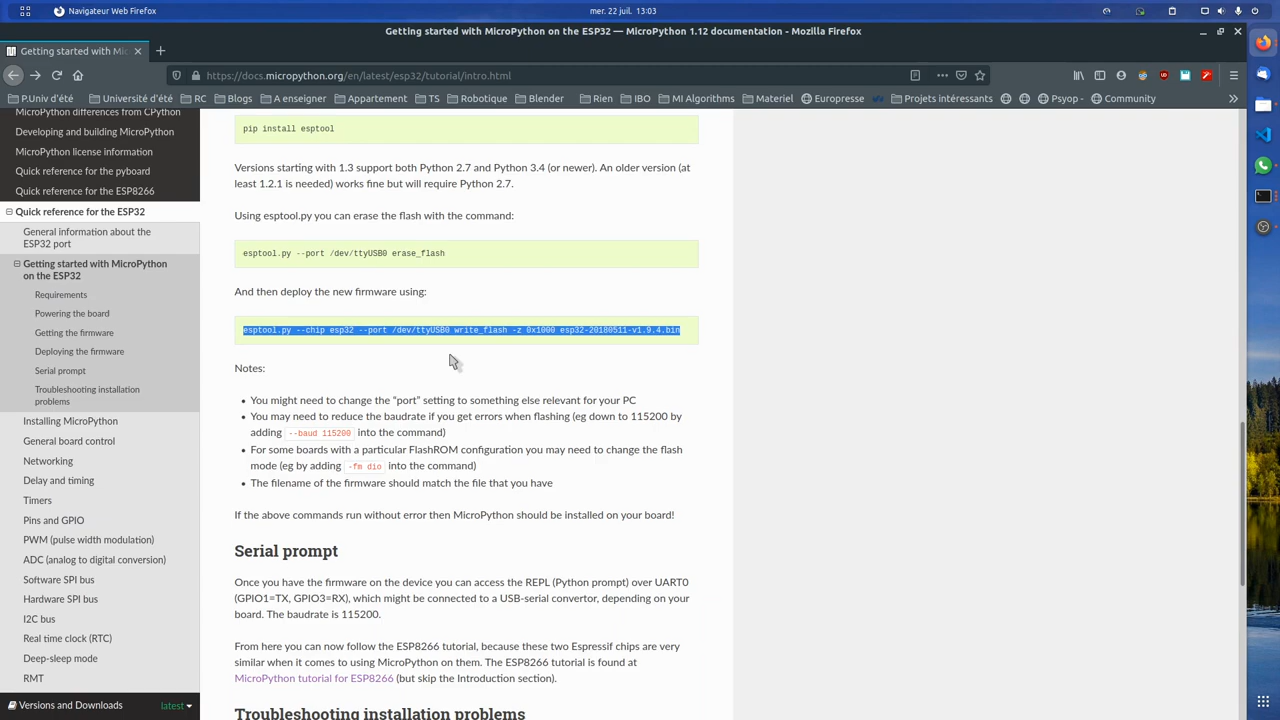 Navigateur Web Firefox
mer. 22 juil. 13:03
Getting started with MicroPython on the ESP32 — MicroPython 1.12 documentation - Mozilla Firefox
Getting started with Mic
https://docs.micropython.org/en/latest/esp32/tutorial/intro.html
P.Univ d'été
Université d'été
RC
Blogs
A enseigner
Appartement
TS
Robotique
Blender
Rien
IBO
MI Algorithms
Materiel
Europresse
Projets intéressants
Psyop -
Community
MicroPython differences from CPython
Developing and building MicroPython
MicroPython license information
Quick reference for the pyboard
Quick reference for the ESP8266
Quick reference for the ESP32
General information about the
ESP32 port
Getting started with MicroPython
on the ESP32
Requirements
Powering the board
Getting the firmware
Deploying the firmware
Serial prompt
Troubleshooting installation
problems
Installing MicroPython
General board control
Networking
Delay and timing
Timers
Pins and GPIO
PWM (pulse width modulation)
ADC (analog to digital conversion)
Software SPI bus
Hardware SPI bus
I2C bus
Real time clock (RTC)
Deep-sleep mode
RMT
Versions and Downloads
latest
pip install esptool
Versions starting with 1.3 support both Python 2.7 and Python 3.4 (or newer). An older version (at
least 1.2.1 is needed) works fine but will require Python 2.7.
Using esptool.py you can erase the flash with the command:
esptool.py --port /dev/ttyUSB0 erase_flash
And then deploy the new firmware using:
esptool.py --chip esp32 --port /dev/ttyUSB0 write_flash -z 0x1000 esp32-20180511-v1.9.4.bin
Notes:
• You might need to change the “port” setting to something else relevant for your PC
• You may need to reduce the baudrate if you get errors when flashing (eg down to 115200 by
adding --baud 115200 into the command)
• For some boards with a particular FlashROM configuration you may need to change the flash
mode (eg by adding -fm dio into the command)
• The filename of the firmware should match the file that you have
If the above commands run without error then MicroPython should be installed on your board!
Serial prompt
Once you have the firmware on the device you can access the REPL (Python prompt) over UART0
(GPIO1=TX, GPIO3=RX), which might be connected to a USB-serial convertor, depending on your
board. The baudrate is 115200.
From here you can now follow the ESP8266 tutorial, because these two Espressif chips are very
similar when it comes to using MicroPython on them. The ESP8266 tutorial is found at
MicroPython tutorial for ESP8266 (but skip the Introduction section).
Troubleshooting installation problems